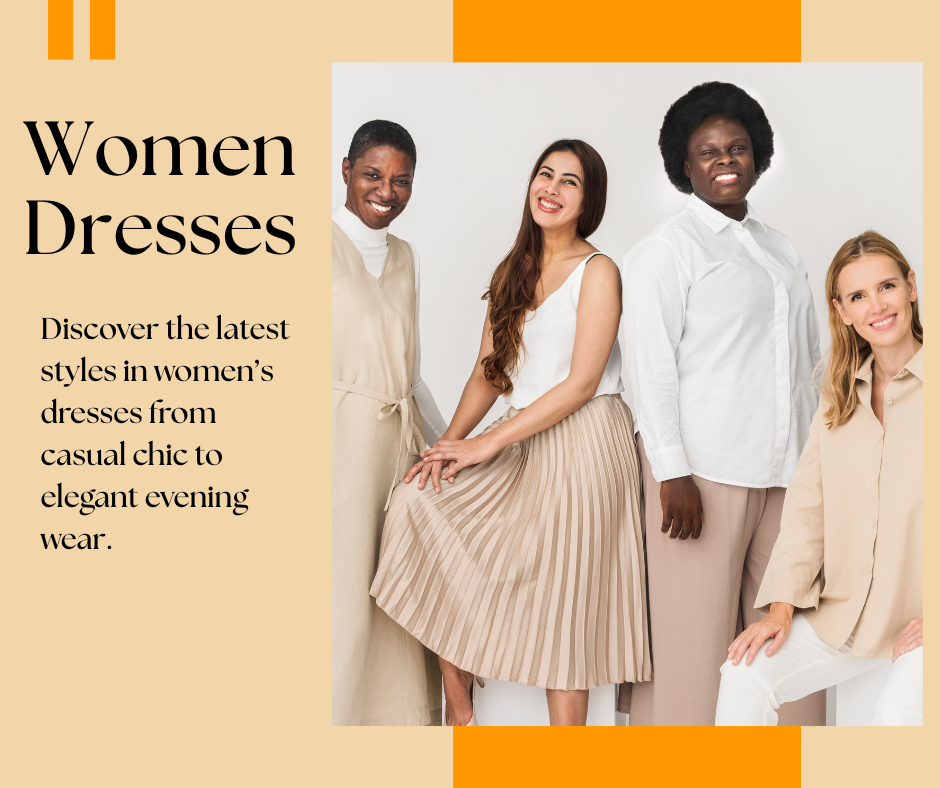 Women
Dresses
Discover the latest
styles in women’s
dresses from
casual chic to
elegant evening
wear.